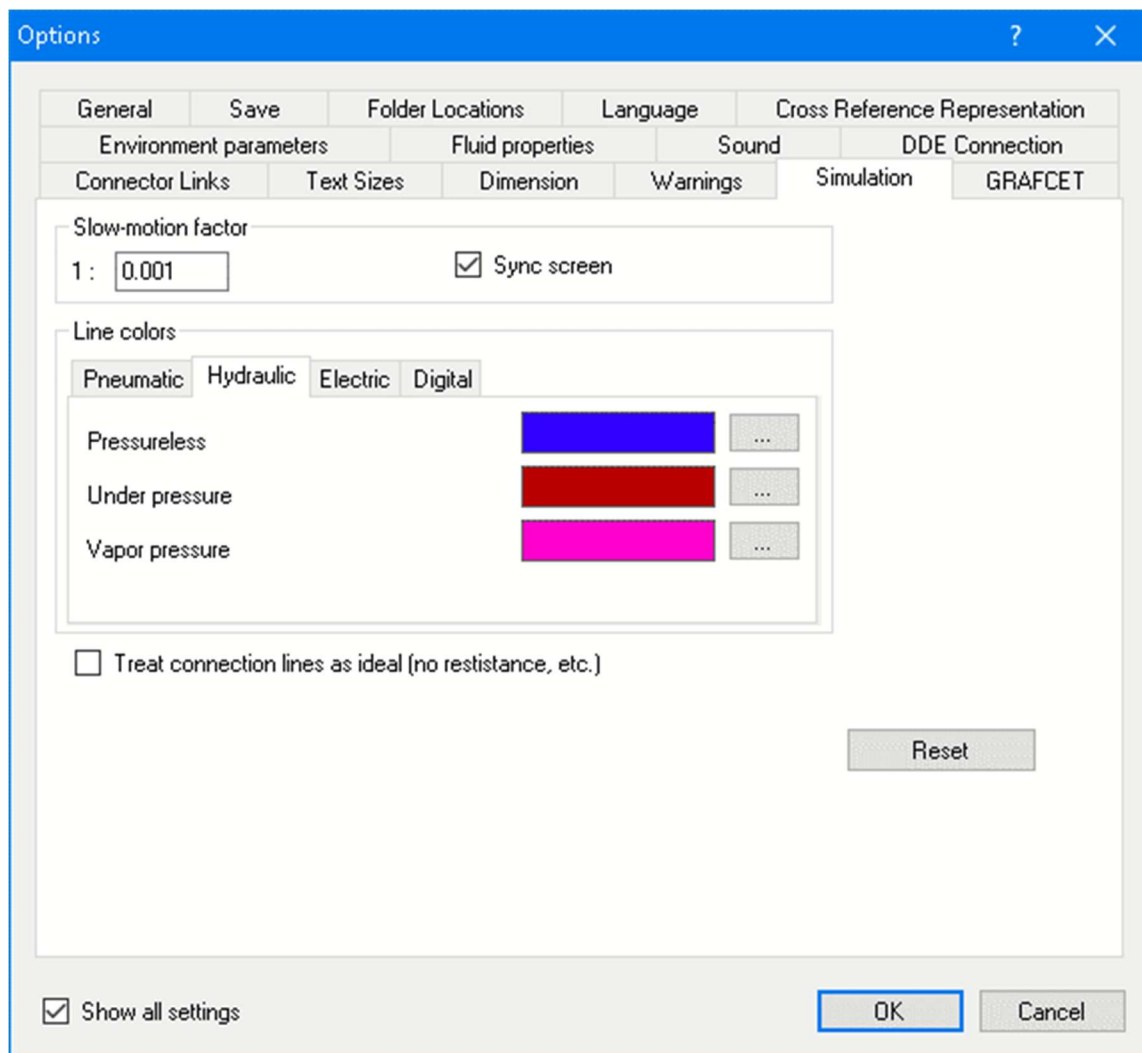 Options ?
General Save Folder Locations Language Cross Reference Representation
Environment parameters Fluid properties Sound DDE Connection
Connector Links Text Sizes Dimension Warnings Simulation GRAFCET
Slow-motion factor
1 : 0.001 Sync screen
Line colors
Pneumatic Hydraulic Electric Digital
Pressureless ...
Under pressure ...
Vapor pressure ...
Treat connection lines as ideal (no restistance, etc.)
Reset
Show all settings OK Cancel